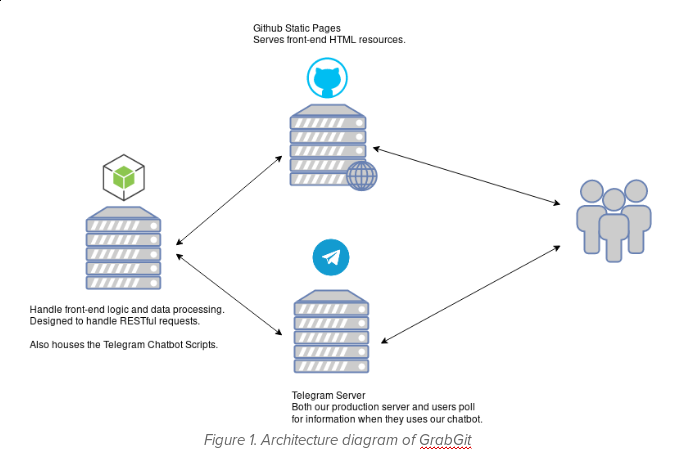 Github Static Pages
Serves front-end HTML resources.
Handle front-end logic and data processing.
Designed to handle RESTful requests.
Also houses the Telegram Chatbot Scripts.
Telegram Server
Both our production server and users poll
for information when they uses our chatbot.
Figure 1. Architecture diagram of GrabGit